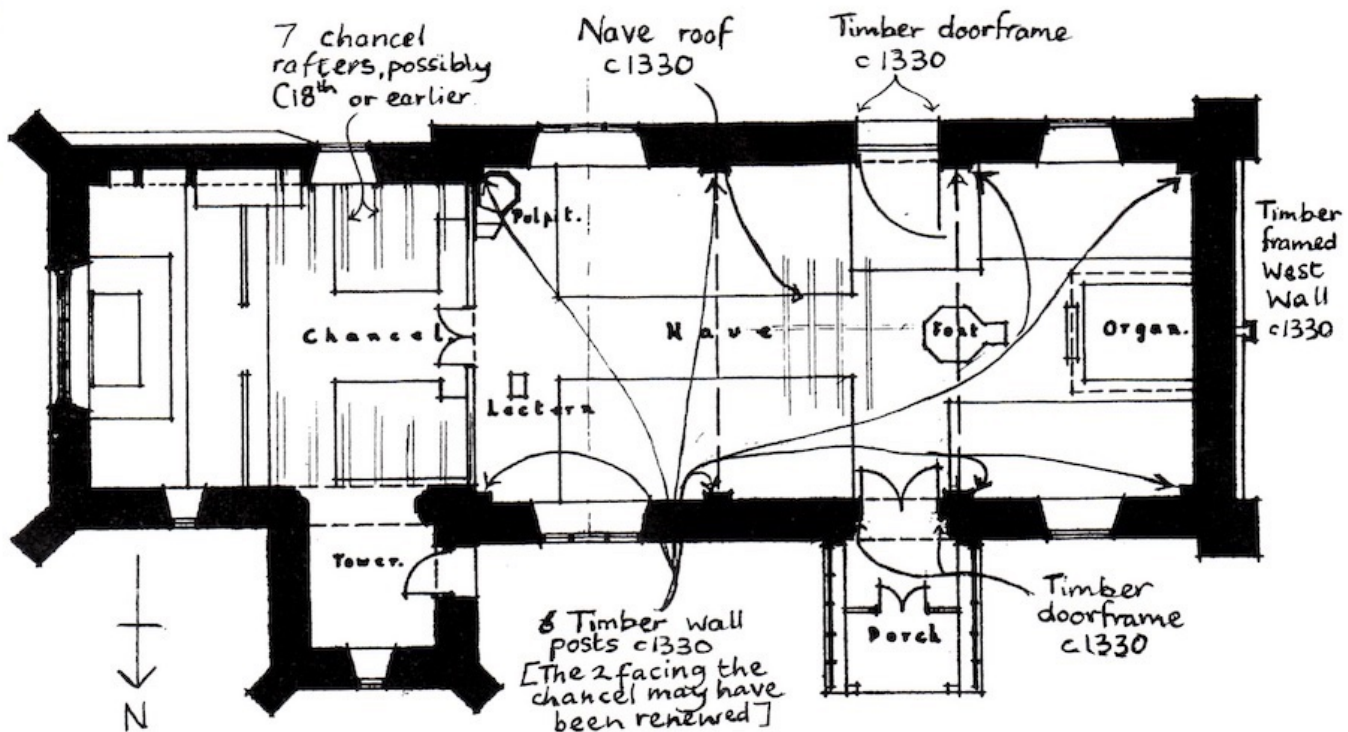 7 chancel
rafters, possibly
C18th or earlier
Nave roof
c1330
Timber doorframe
c1330
Timber
framed
West
Wall
c1330
Pulpit.
Chancel.
Nave
Font
Organ.
Lectern
Tower.
Porch
N
Timber wall
posts c1330
[The 2 facing the
chancel may have
been renewed]
Timber
doorframe
c1330